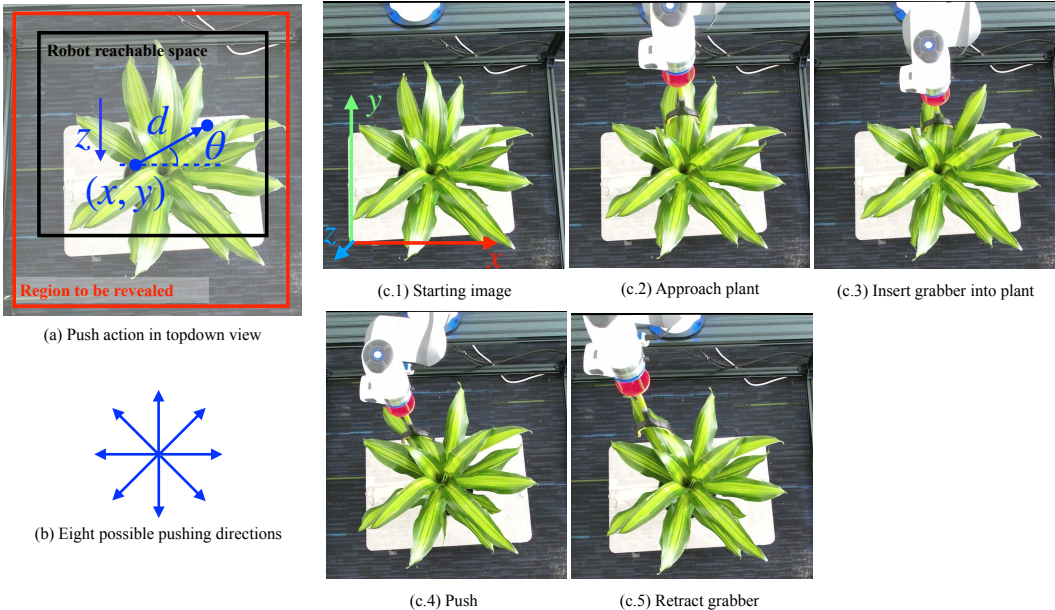 Robot reachable space
z
d
θ
(x, y)
Region to be revealed
(a) Push action in topdown view
(b) Eight possible pushing directions
y
z
x
(c.1) Starting image
(c.2) Approach plant
(c.3) Insert grabber into plant
(c.4) Push
(c.5) Retract grabber